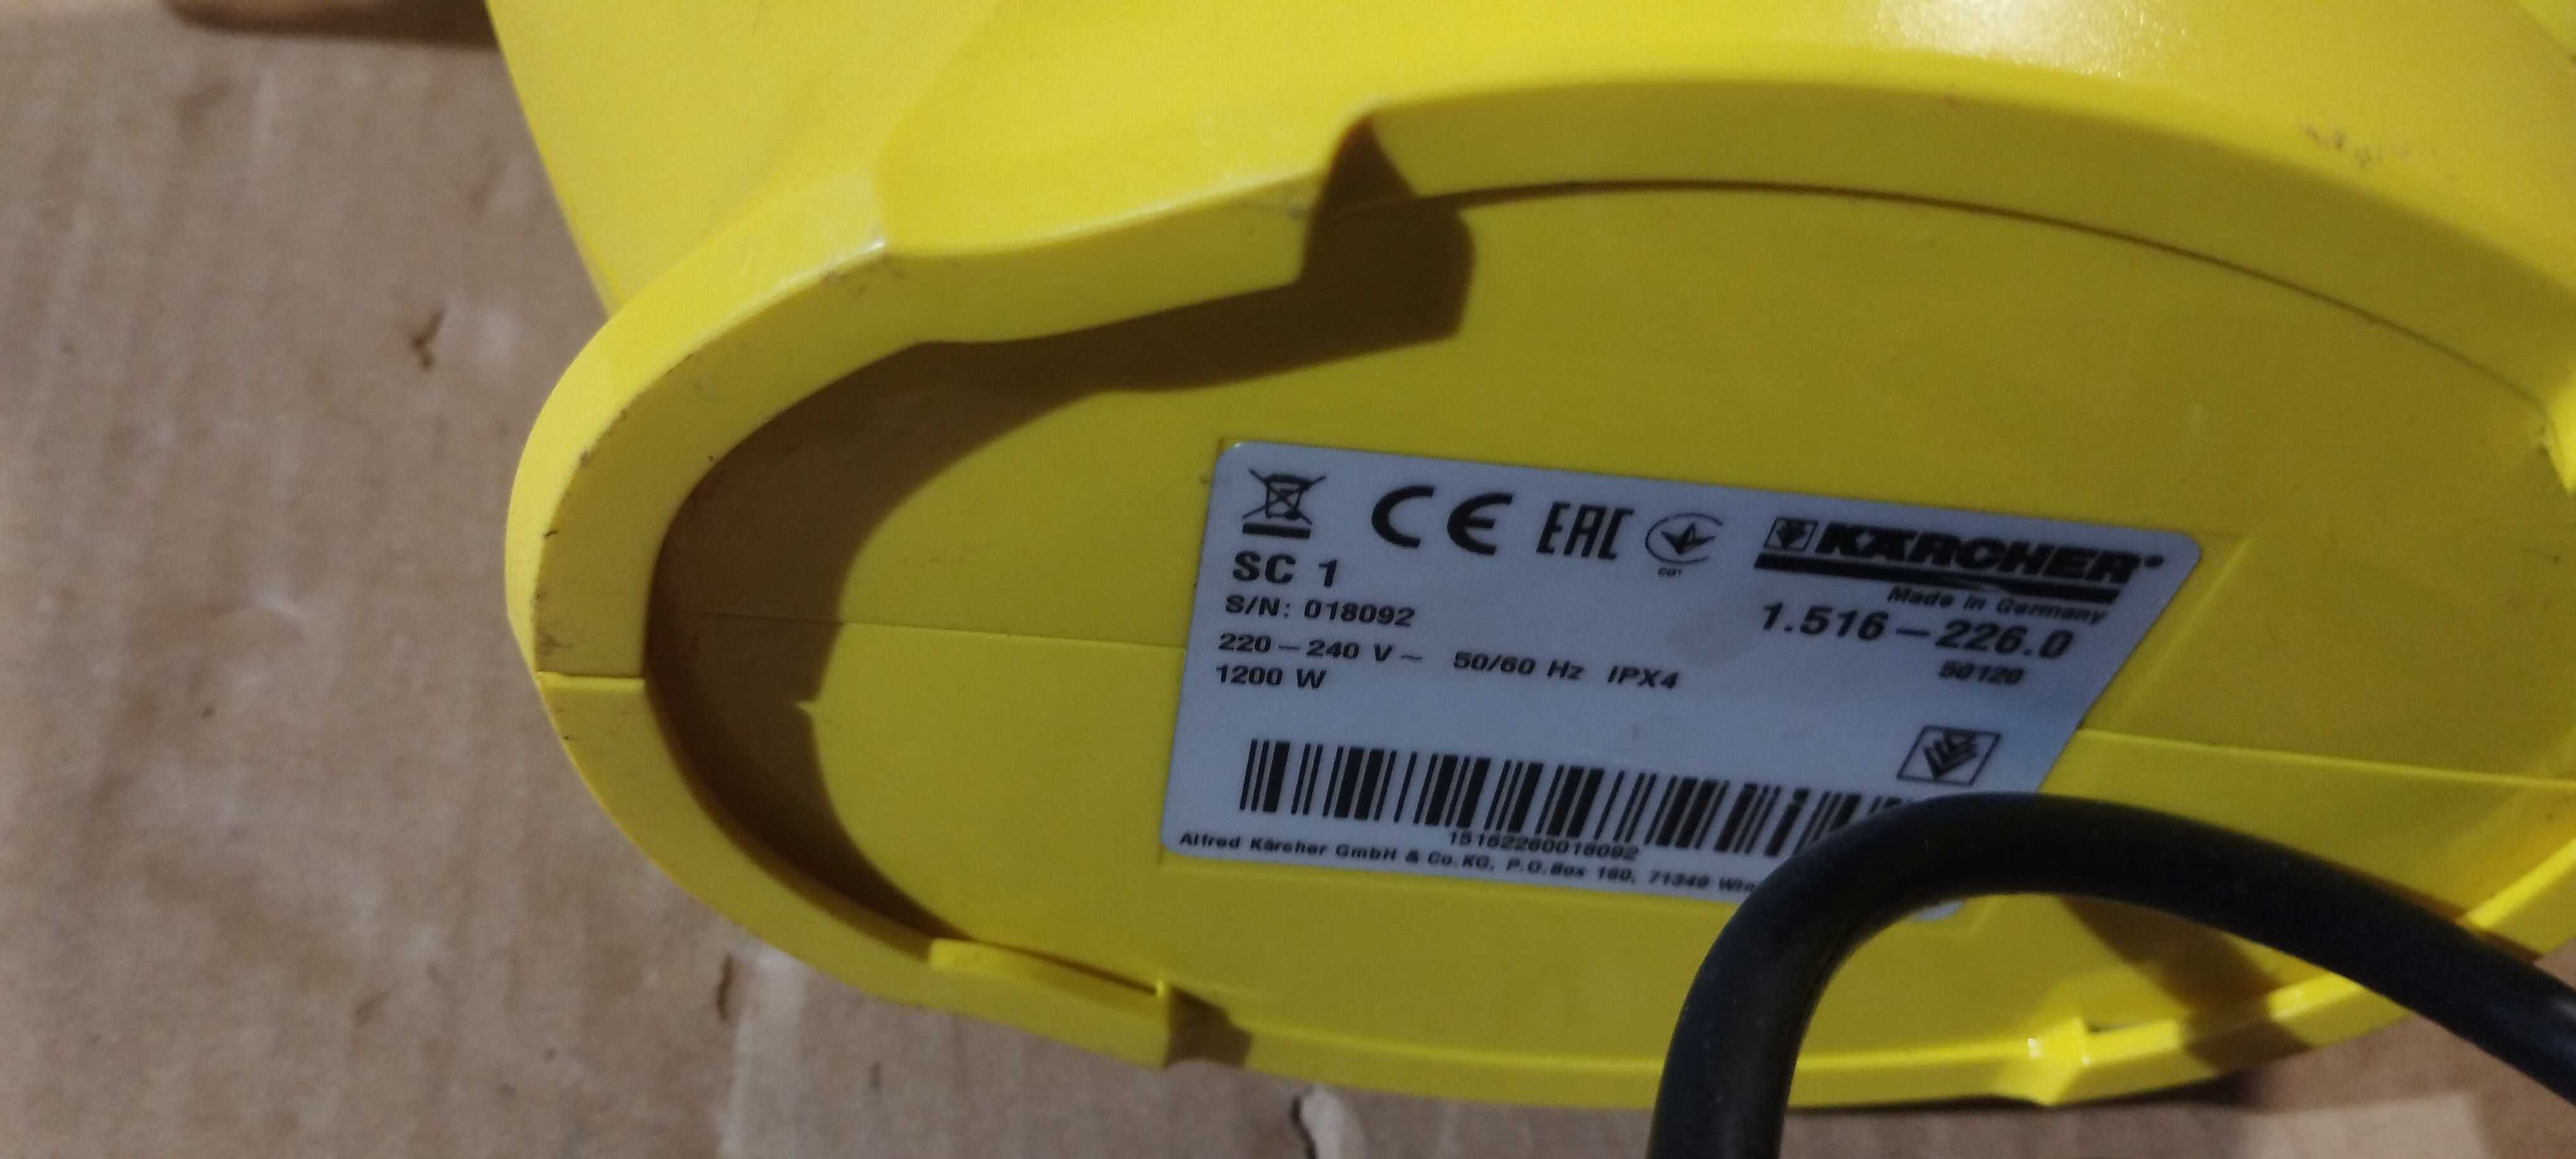 CE EAC
KÄRCHER
Made in Germany
SC 1
S/N: 018092
1.516-226.0
50120
220-240 V~ 50/60 Hz IPX4
1200 W
15162260018092
Alfred Kärcher GmbH & Co. KG, P.O. Box 160, 71349